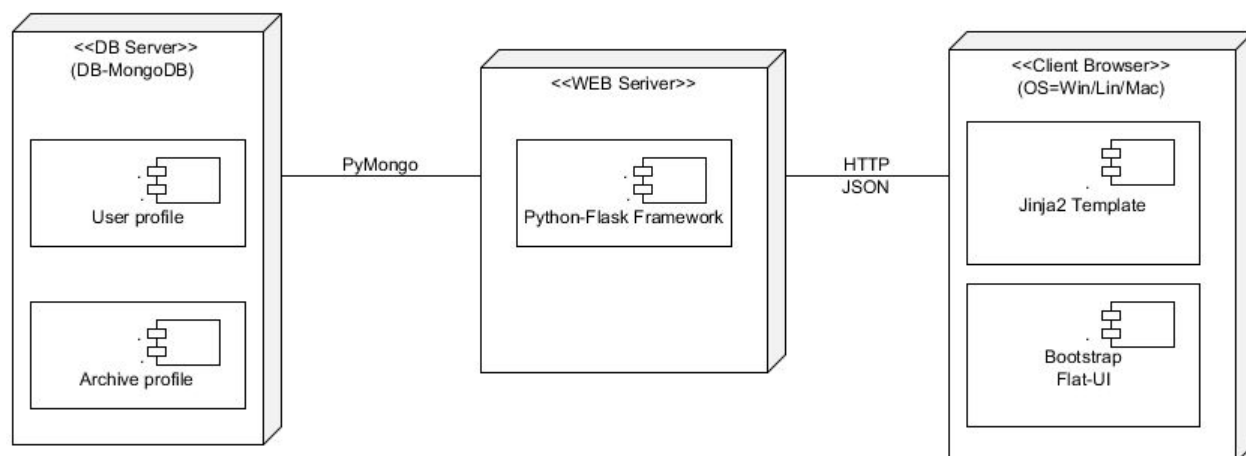 <<DB Server>>
(DB-MongoDB)
User profile
Archive profile
PyMongo
<<WEB Seriver>>
Python-Flask Framework
HTTP
JSON
<<Client Browser>>
(OS=Win/Lin/Mac)
Jinja2 Template
Bootstrap
Flat-UI